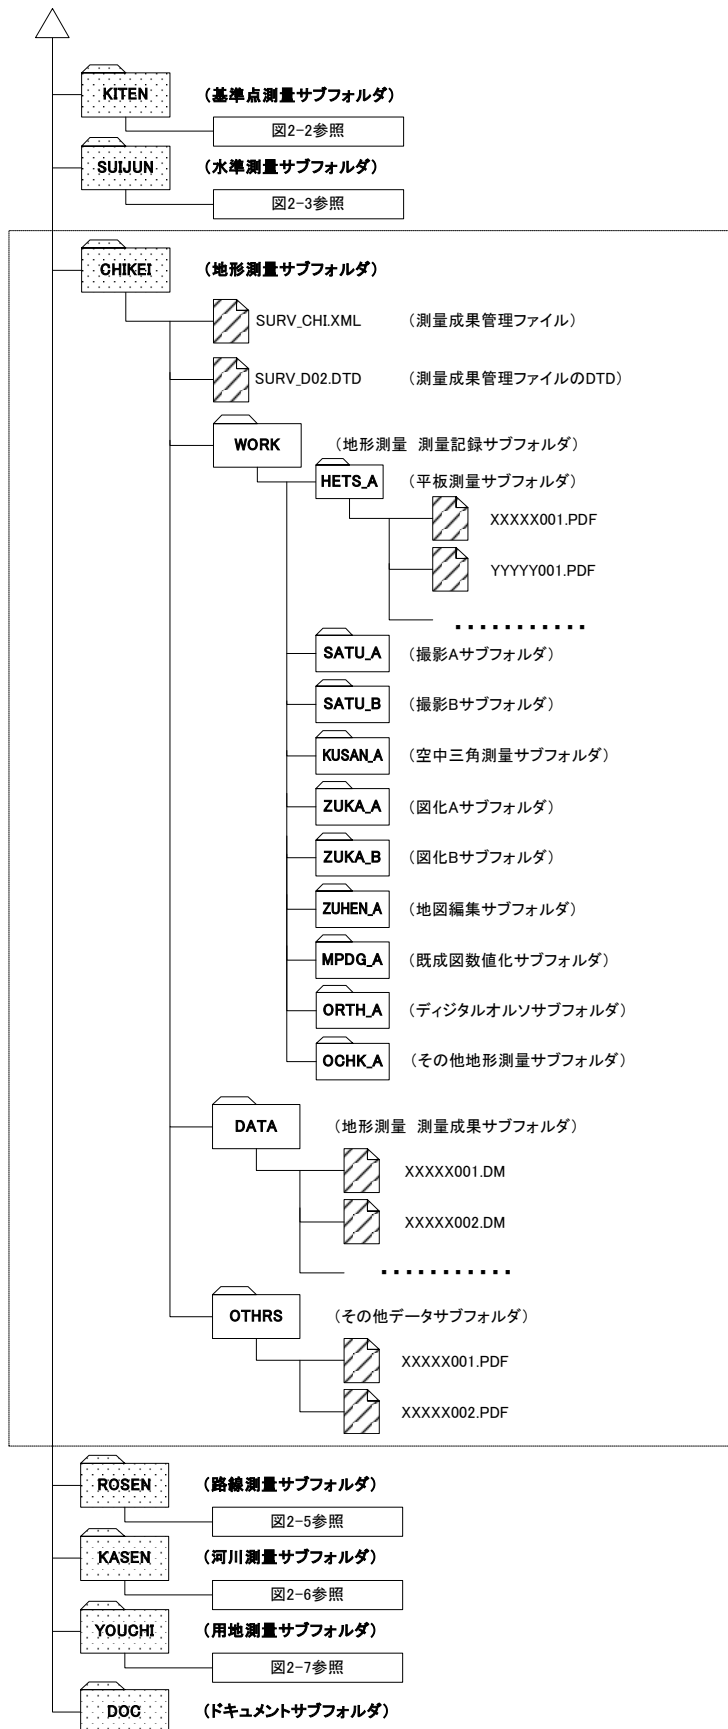 KITEN (基準点測量サブフォルダ)
図2-2参照
SUIJUN (水準測量サブフォルダ)
図2-3参照
CHIKEI (地形測量サブフォルダ)
SURV_CHI.XML (測量成果管理ファイル)
SURV_D02.DTD (測量成果管理ファイルのDTD)
WORK (地形測量 測量記録サブフォルダ)
HETS_A (平板測量サブフォルダ)
XXXXX001.PDF
YYYYY001.PDF
...........
SATU_A (撮影Aサブフォルダ)
SATU_B (撮影Bサブフォルダ)
KUSAN_A (空中三角測量サブフォルダ)
ZUKA_A (図化Aサブフォルダ)
ZUKA_B (図化Bサブフォルダ)
ZUHEN_A (地図編集サブフォルダ)
MPDG_A (既成図数値化サブフォルダ)
ORTH_A (ディジタルオルソサブフォルダ)
OCHK_A (その他地形測量サブフォルダ)
DATA (地形測量 測量成果サブフォルダ)
XXXXX001.DM
XXXXX002.DM
...........
OTHRS (その他データサブフォルダ)
XXXXX001.PDF
XXXXX002.PDF
ROSEN (路線測量サブフォルダ)
図2-5参照
KASEN (河川測量サブフォルダ)
図2-6参照
YOUCHI (用地測量サブフォルダ)
図2-7参照
DOC (ドキュメントサブフォルダ)